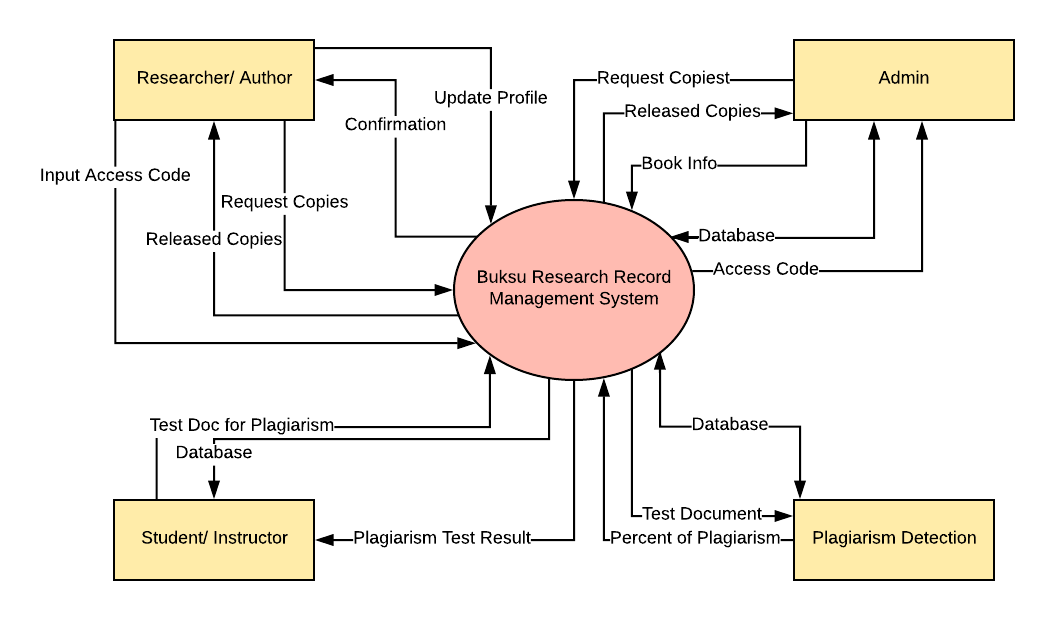 Researcher/ Author
Admin
Request Copiest
Update Profile
Released Copies
Confirmation
Book Info
Input Access Code
Request Copies
Released Copies
Database
Access Code
Buksu Research Record
Management System
Test Doc for Plagiarism
Database
Database
Test Document
Student/ Instructor
Plagiarism Test Result
Percent of Plagiarism
Plagiarism Detection